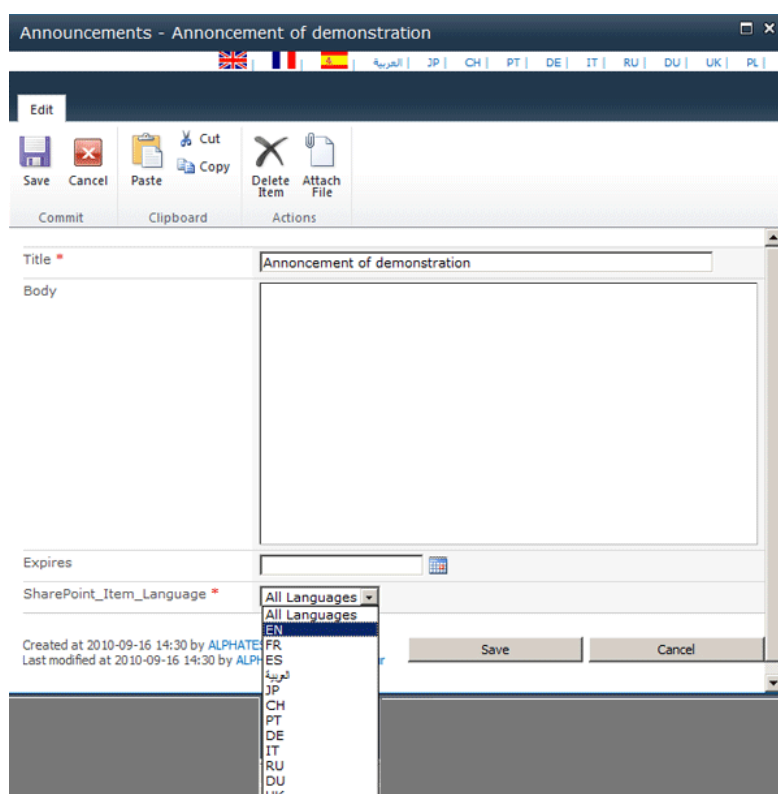 Announcements - Annoncement of demonstration
| | | العربية | JP | CH | PT | DE | IT | RU | DU | UK | PL |
Edit
Save Cancel Paste Cut Copy Delete Item Attach File
Commit Clipboard Actions
Title *
Annoncement of demonstration
Body
Expires
SharePoint_Item_Language *
All Languages
All Languages
EN
FR
ES
العربية
JP
CH
PT
DE
IT
RU
DU
Created at 2010-09-16 14:30 by
Last modified at 2010-09-16 14:30 by
Save Cancel